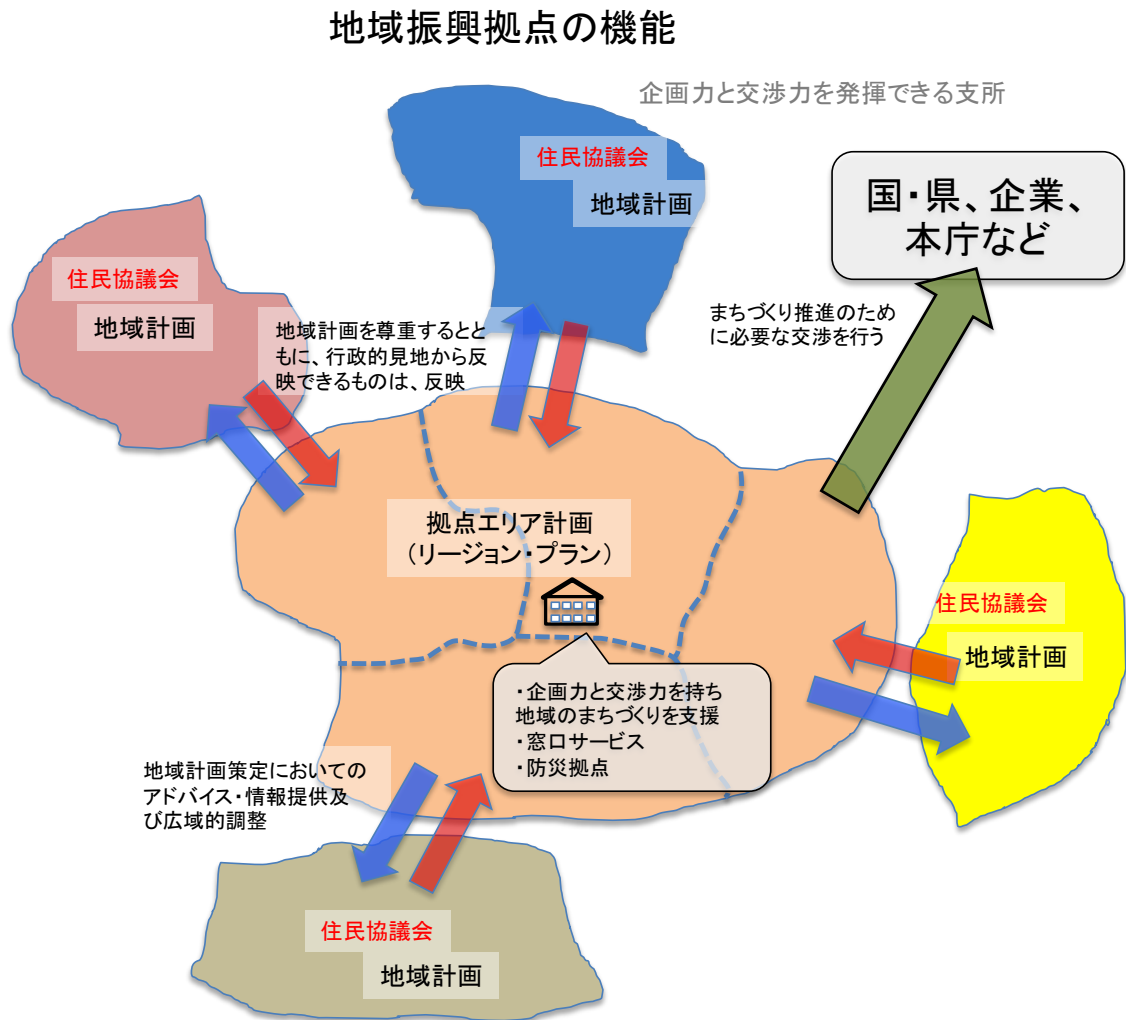 地域振興拠点の機能
企画力と交渉力を発揮できる支所
住民協議会
地域計画
国・県、企業、
本庁など
住民協議会
地域計画
地域計画を尊重するとと
もに、行政的見地から反
映できるものは、反映
まちづくり推進のため
に必要な交渉を行う
拠点エリア計画
（リージョン・プラン）
住民協議会
地域計画
・企画力と交渉力を持ち
地域のまちづくりを支援
・窓口サービス
・防災拠点
地域計画策定においての
アドバイス・情報提供及
び広域的調整
住民協議会
地域計画